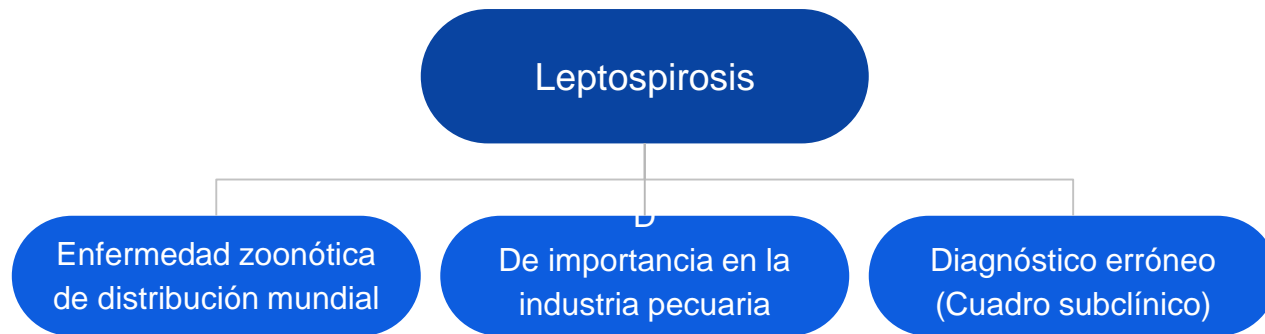 Leptospirosis
Enfermedad zoonótica
de distribución mundial
D
De importancia en la
industria pecuaria
Diagnóstico erróneo
(Cuadro subclínico)